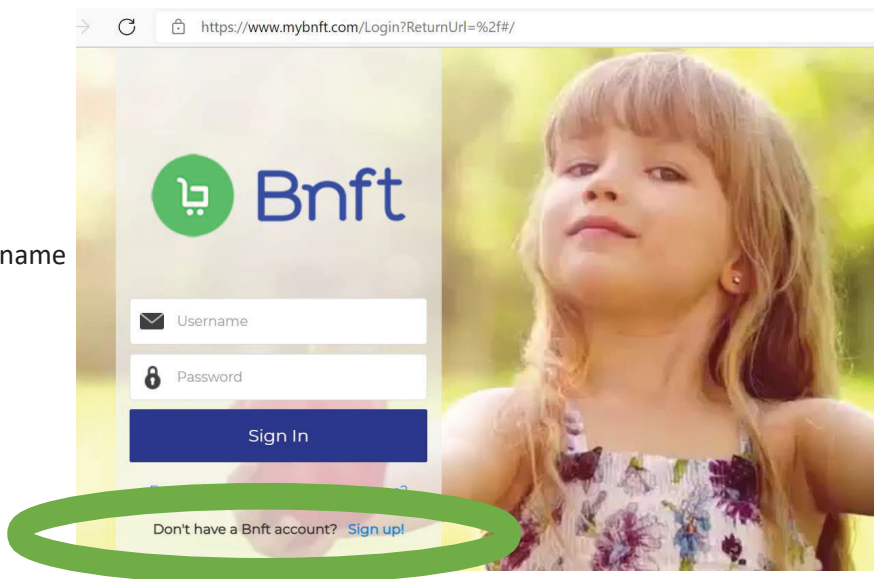 https://www.mybnft.com/Login?ReturnUrl=%2f#/
Bnft
name
Username
Password
Sign In
Don't have a Bnft account? Sign up!